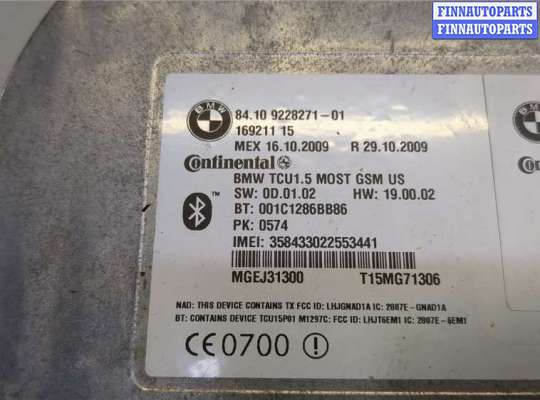 FINNAUTOPARTS
FINNAUTOPARTS
BMW
84.10 9228271-01
169211 15
MEX 16.10.2009 R 29.10.2009
Continental
BMW TCU1.5 MOST GSM US
SW: 0D.01.02 HW: 19.00.02
BT: 001C1286BB86
PK: 0574
IMEI: 358433022553441
MGEJ31300 T15MG71306
NAD: THIS DEVICE CONTAINS TX FCC ID: LHJGNAD1A IC: 2807E-GNAD1A
BT: CONTAINS DEVICE TCU15P01 M1297C: FCC ID: LHJT6EM1 IC: 2807E-6EM1
CE0700